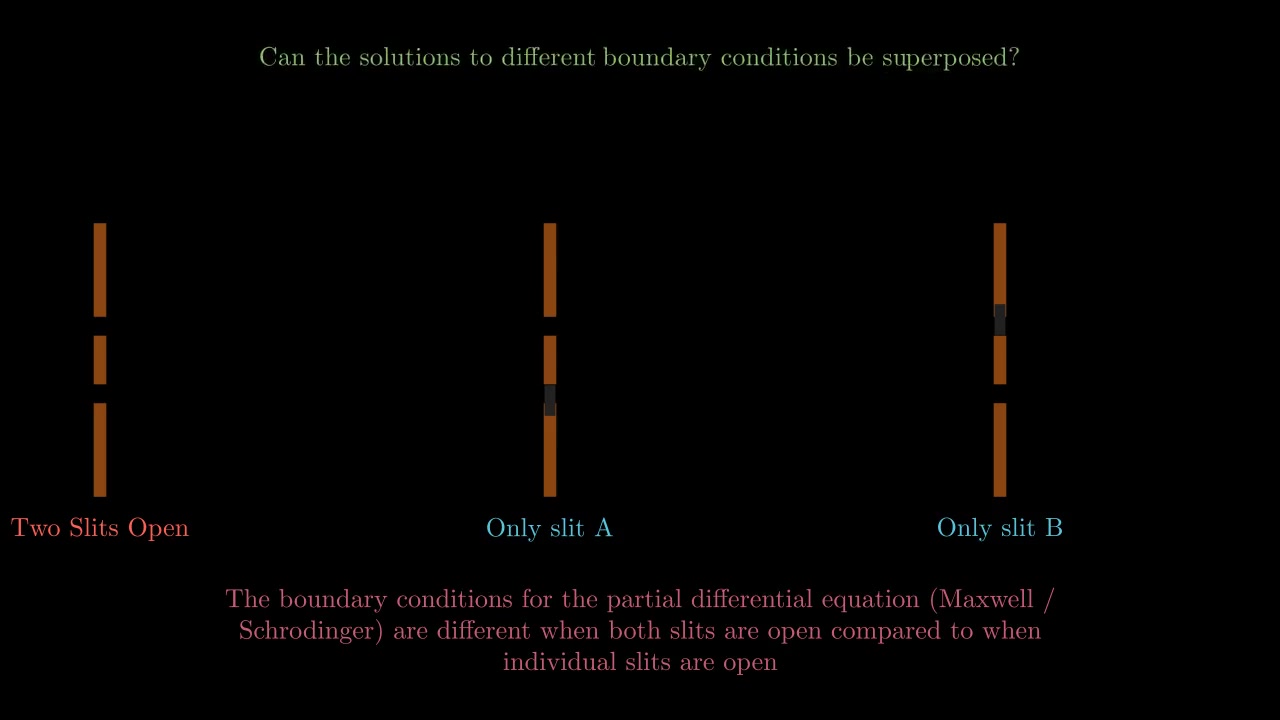 Can the solutions to different boundary conditions be superposed?
Two Slits Open
Only slit A
Only slit B
The boundary conditions for the partial differential equation (Maxwell /
Schrodinger) are different when both slits are open compared to when
individual slits are open